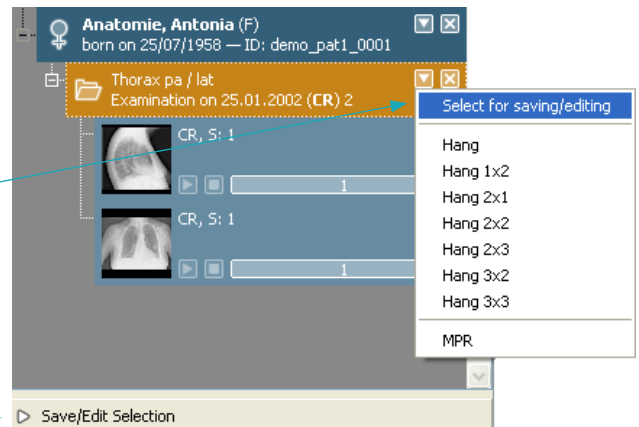 Anatomie, Antonia (F)
born on 25/07/1958 — ID: demo_pat1_0001
Thorax pa / lat
Examination on 25.01.2002 (CR) 2
CR, S: 1
1
CR, S: 1
1
Select for saving/editing
Hang
Hang 1x2
Hang 2x1
Hang 2x2
Hang 2x3
Hang 3x2
Hang 3x3
MPR
Save/Edit Selection